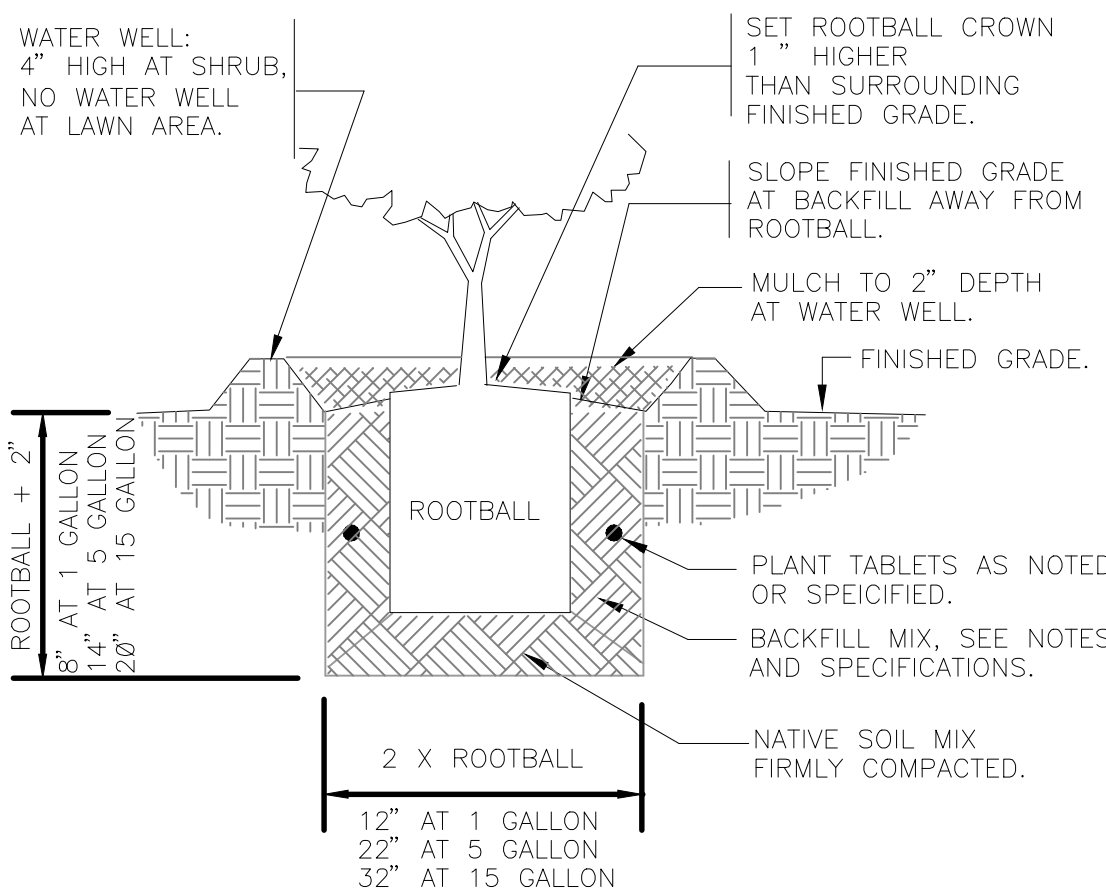 WATER WELL:
4” HIGH AT SHRUB,
NO WATER WELL
AT LAWN AREA.
SET ROOTBALL CROWN
1 ” HIGHER
THAN SURROUNDING
FINISHED GRADE.
SLOPE FINISHED GRADE
AT BACKFILL AWAY FROM
ROOTBALL.
MULCH TO 2” DEPTH
AT WATER WELL.
FINISHED GRADE.
ROOTBALL + 2”
8” AT 1 GALLON
14” AT 5 GALLON
20” AT 15 GALLON
ROOTBALL
PLANT TABLETS AS NOTED
OR SPEICIFIED.
BACKFILL MIX, SEE NOTES
AND SPECIFICATIONS.
NATIVE SOIL MIX
FIRMLY COMPACTED.
2 X ROOTBALL
12” AT 1 GALLON
22” AT 5 GALLON
32” AT 15 GALLON